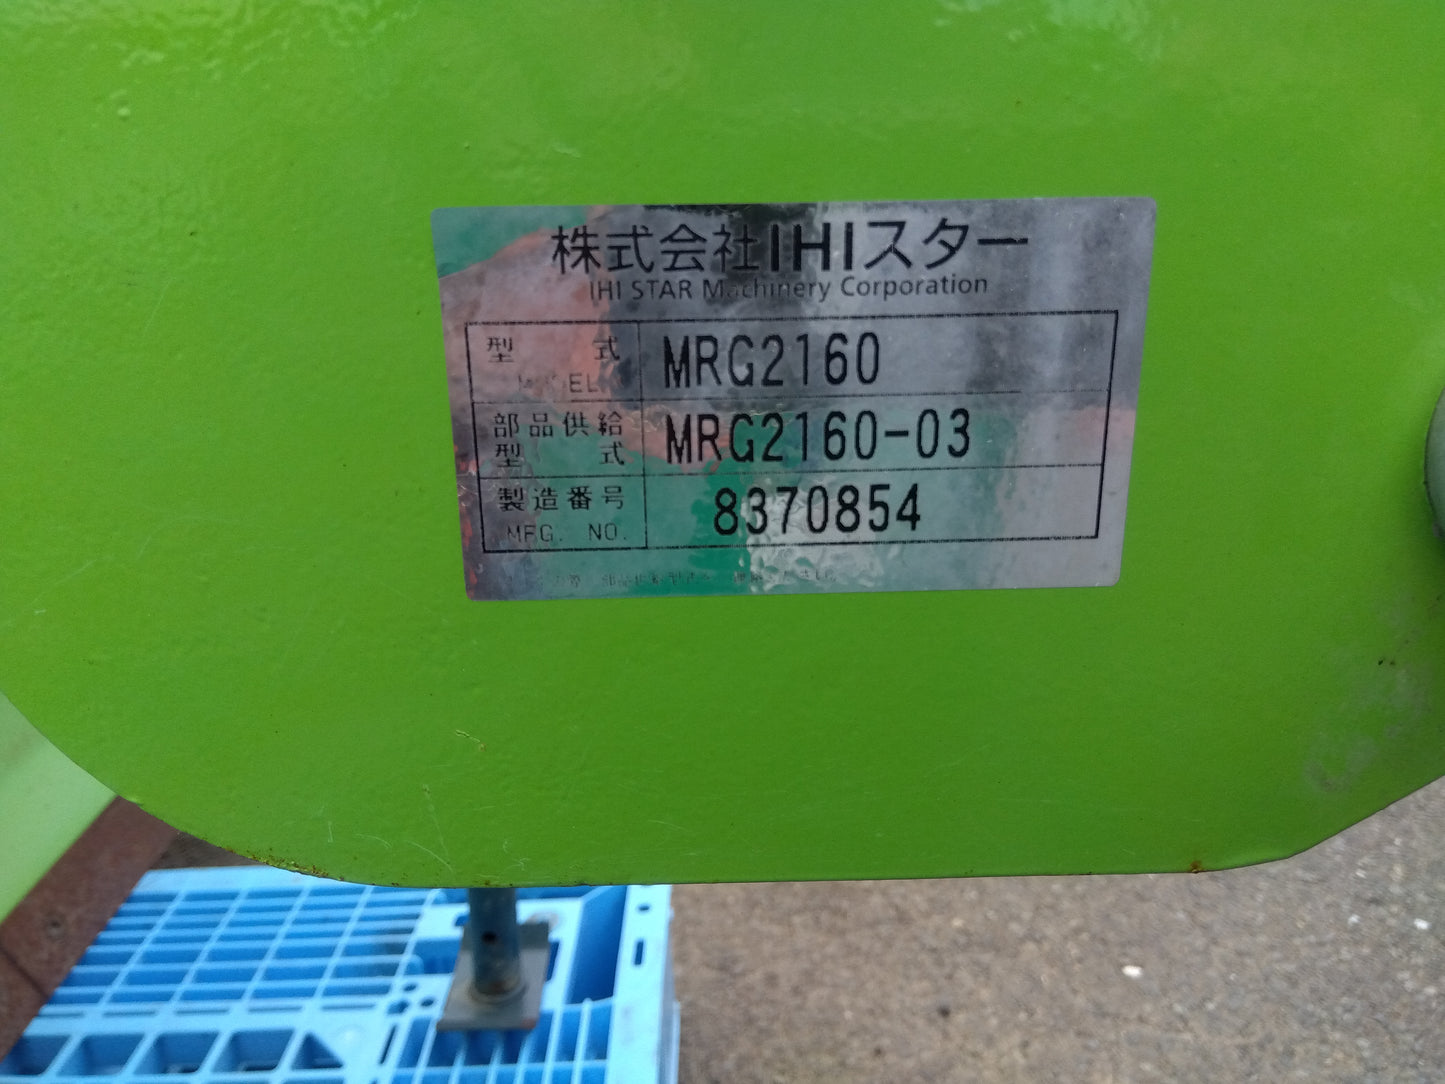 株式会社IHIスター
IHI STAR Machinery Corporation
型式 MRG2160
MODEL
部品供給型式 MRG2160-03
製造番号 8370854
MFG. NO.